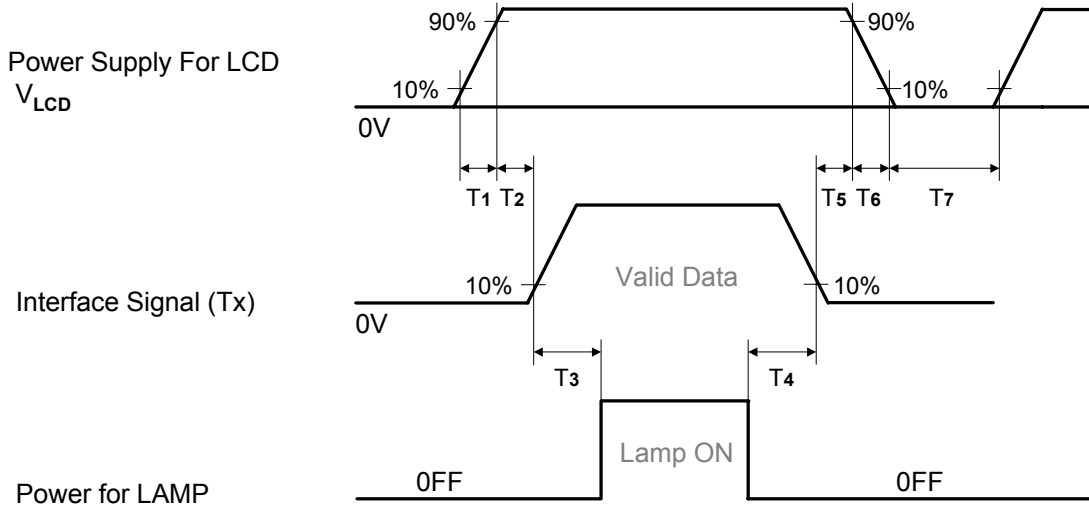 90%
90%
Power Supply For LCD
VLCD
10%
10%
0V
T1
T2
T5
T6
T7
Valid Data
10%
10%
Interface Signal (Tx)
0V
T3
T4
Lamp ON
0FF
0FF
Power for LAMP